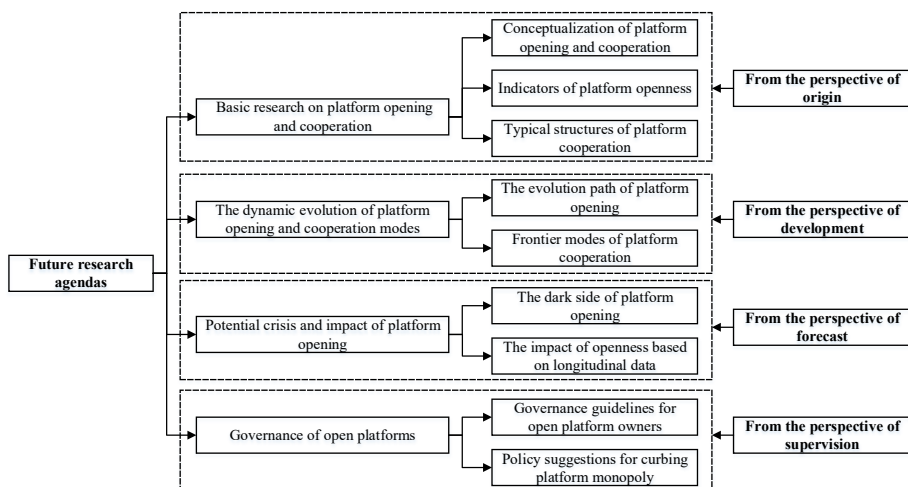 Future research
agendas
Basic research on platform opening
and cooperation
Conceptualization of platform
opening and cooperation
Indicators of platform openness
Typical structures of platform
cooperation
From the perspective of
origin
The dynamic evolution of platform
opening and cooperation modes
The evolution path of platform
opening
Frontier modes of platform
cooperation
From the perspective of
development
Potential crisis and impact of platform
opening
The dark side of platform
opening
The impact of openness based
on longitudinal data
From the perspective of
forecast
Governance of open platforms
Governance guidelines for
open platform owners
Policy suggestions for curbing
platform monopoly
From the perspective of
supervision